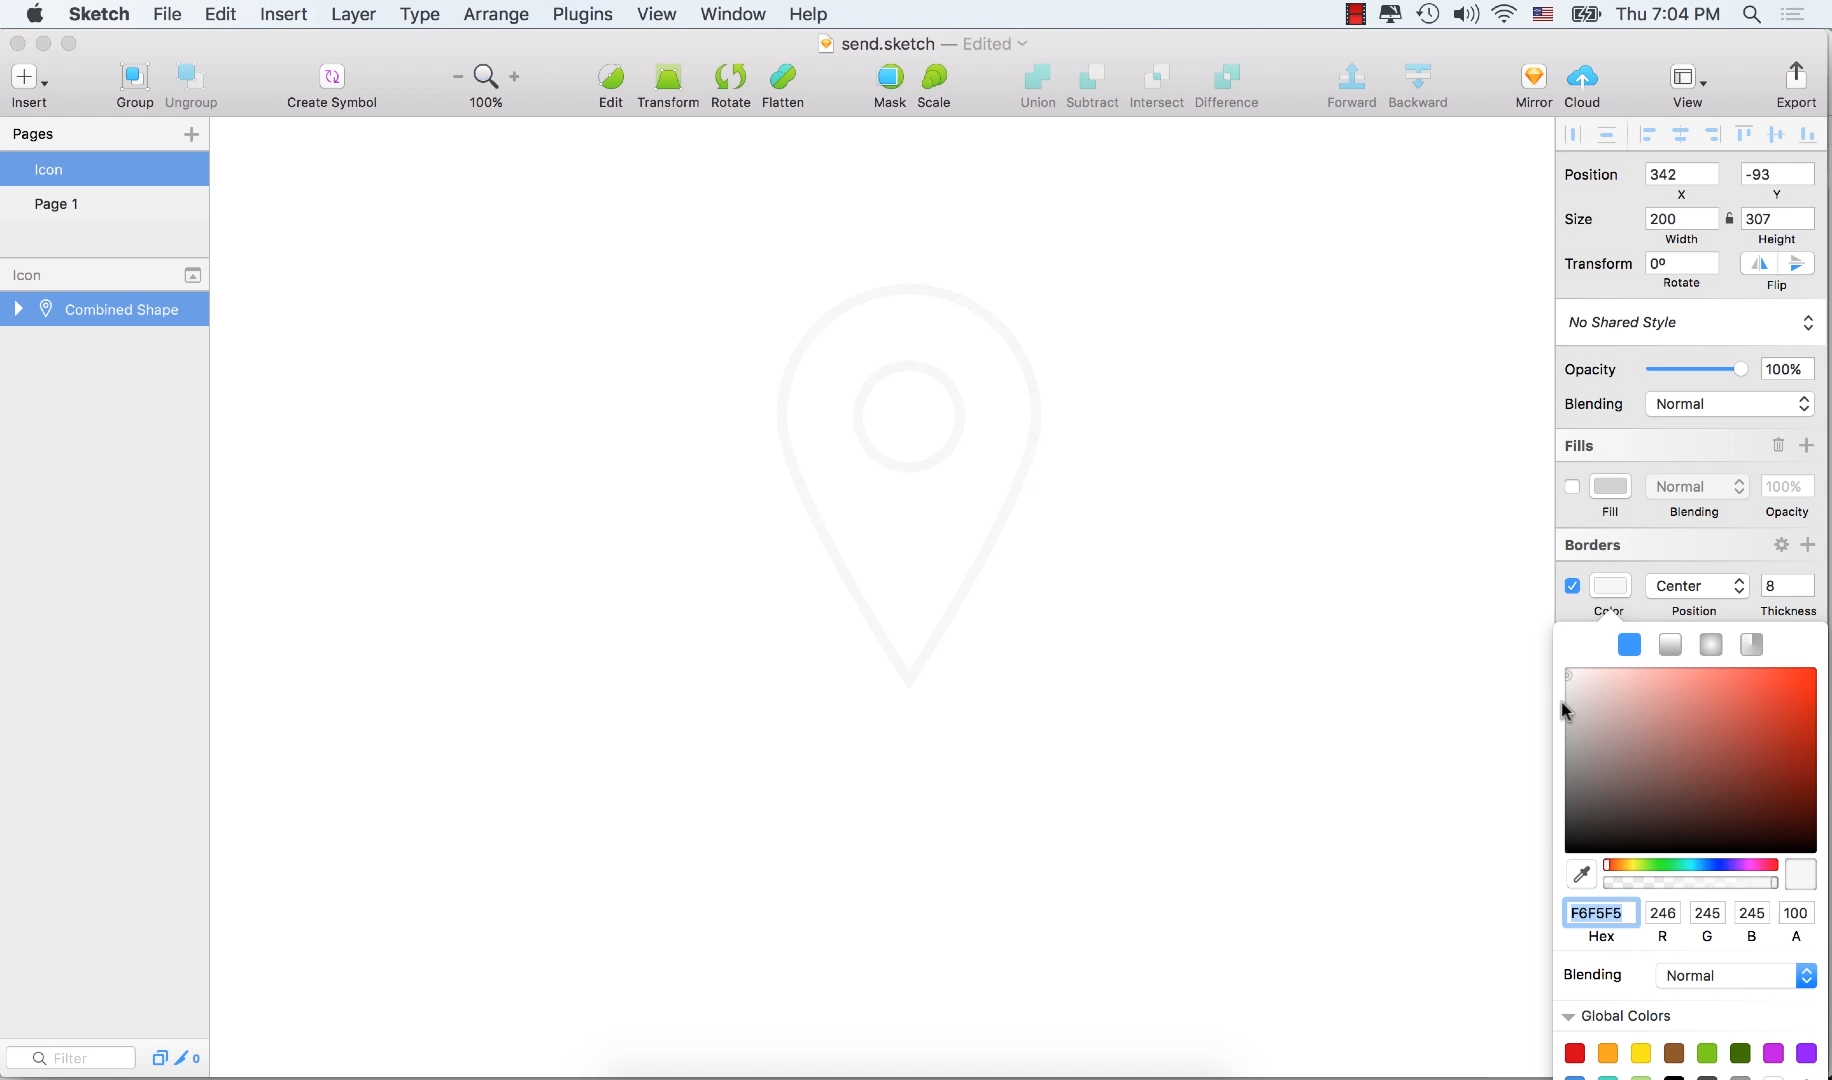 Sketch File Edit Insert Layer Type Arrange Plugins View Window Help Thu 7:04 PM
send.sketch — Edited
Insert Group Ungroup Create Symbol 100% Edit Transform Rotate Flatten Mask Scale Union Subtract Intersect Difference Forward Backward Mirror Cloud View Export
Pages
Icon
Page 1
Icon
Combined Shape
Filter 0
Position 342 -93
X Y
Size 200 307
Width Height
Transform 0º
Rotate Flip
No Shared Style
Opacity 100%
Blending Normal
Fills
Normal 100%
Fill Blending Opacity
Borders
Center 8
Color Position Thickness
F6F5F5 246 245 245 100
Hex R G B A
Blending Normal
Global Colors